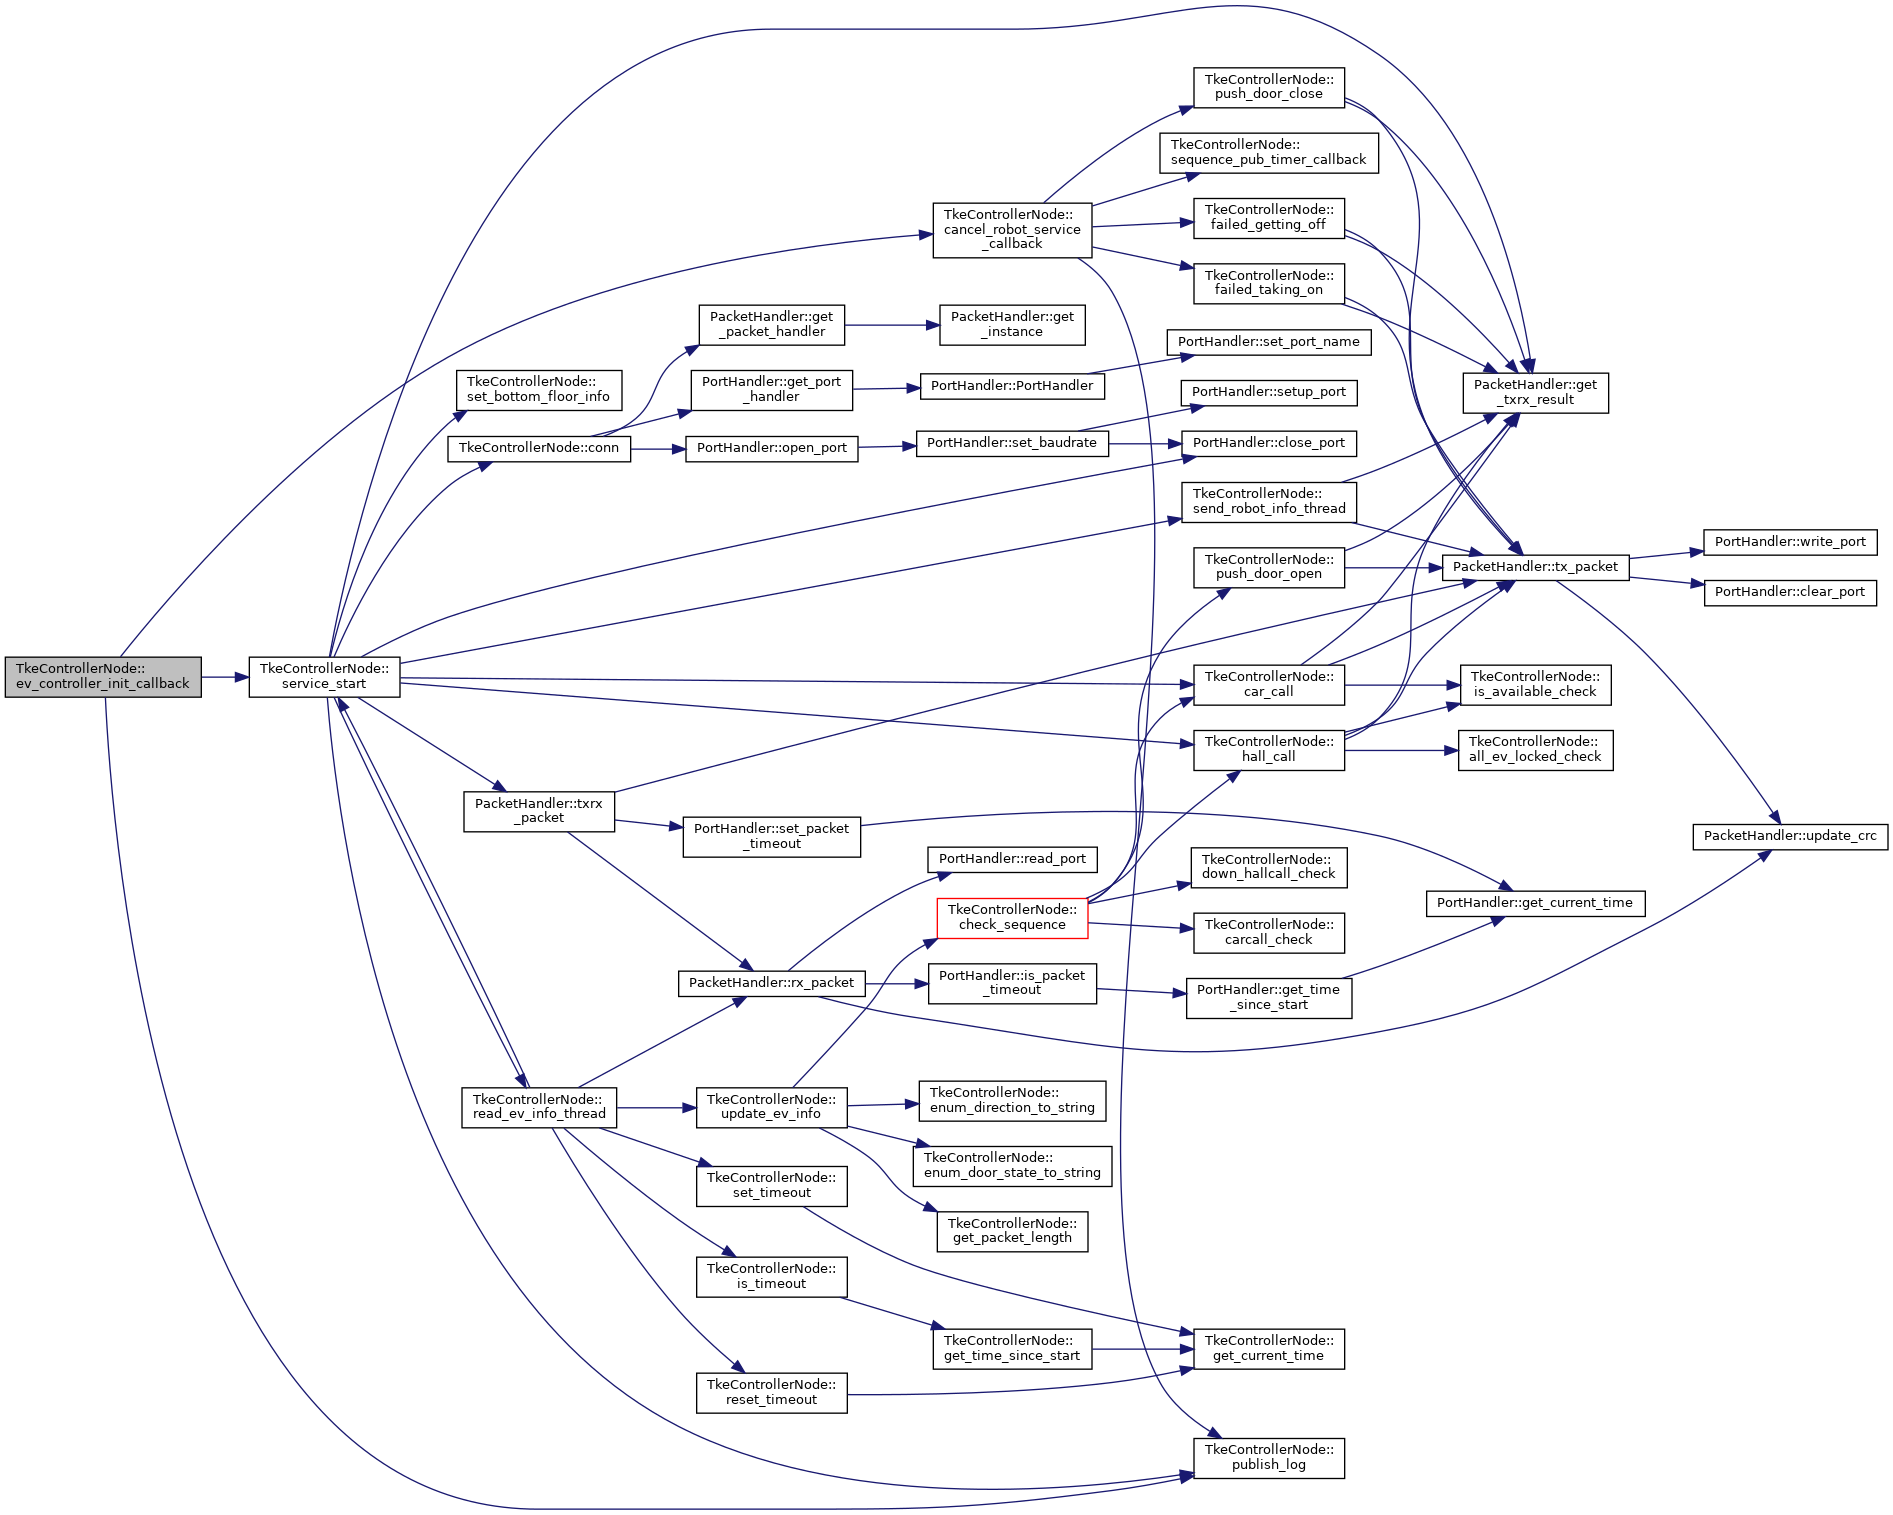 TkeControllerNode::
push_door_close
TkeControllerNode::
sequence_pub_timer_callback
TkeControllerNode::
failed_getting_off
TkeControllerNode::
cancel_robot_service
_callback
TkeControllerNode::
failed_taking_on
PacketHandler::get
_packet_handler
PacketHandler::get
_instance
PortHandler::set_port_name
TkeControllerNode::
set_bottom_floor_info
PortHandler::get_port
_handler
PortHandler::PortHandler
PortHandler::setup_port
PacketHandler::get
_txrx_result
TkeControllerNode::conn
PortHandler::open_port
PortHandler::set_baudrate
PortHandler::close_port
TkeControllerNode::
send_robot_info_thread
TkeControllerNode::
push_door_open
PacketHandler::tx_packet
PortHandler::write_port
PortHandler::clear_port
TkeControllerNode::
ev_controller_init_callback
TkeControllerNode::
service_start
TkeControllerNode::
car_call
TkeControllerNode::
is_available_check
TkeControllerNode::
hall_call
TkeControllerNode::
all_ev_locked_check
PacketHandler::txrx
_packet
PortHandler::set_packet
_timeout
PacketHandler::update_crc
PortHandler::read_port
TkeControllerNode::
down_hallcall_check
PortHandler::get_current_time
TkeControllerNode::
check_sequence
TkeControllerNode::
carcall_check
PacketHandler::rx_packet
PortHandler::is_packet
_timeout
PortHandler::get_time
_since_start
TkeControllerNode::
read_ev_info_thread
TkeControllerNode::
update_ev_info
TkeControllerNode::
enum_direction_to_string
TkeControllerNode::
enum_door_state_to_string
TkeControllerNode::
set_timeout
TkeControllerNode::
get_packet_length
TkeControllerNode::
is_timeout
TkeControllerNode::
get_time_since_start
TkeControllerNode::
get_current_time
TkeControllerNode::
reset_timeout
TkeControllerNode::
publish_log